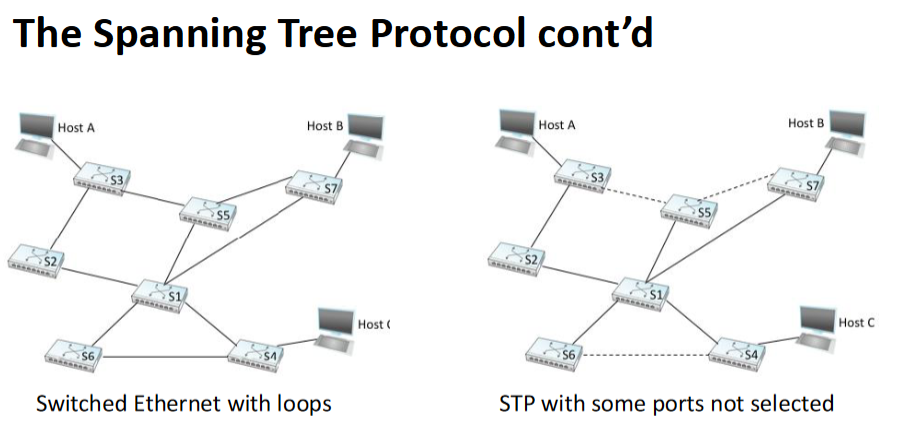 The Spanning Tree Protocol cont’d
Host A
Host B
S3
S7
S5
S2
S1
Host (
S6
S4
Switched Ethernet with loops
Host A
Host B
S3
S7
S5
S2
S1
Host C
S6
S4
STP with some ports not selected